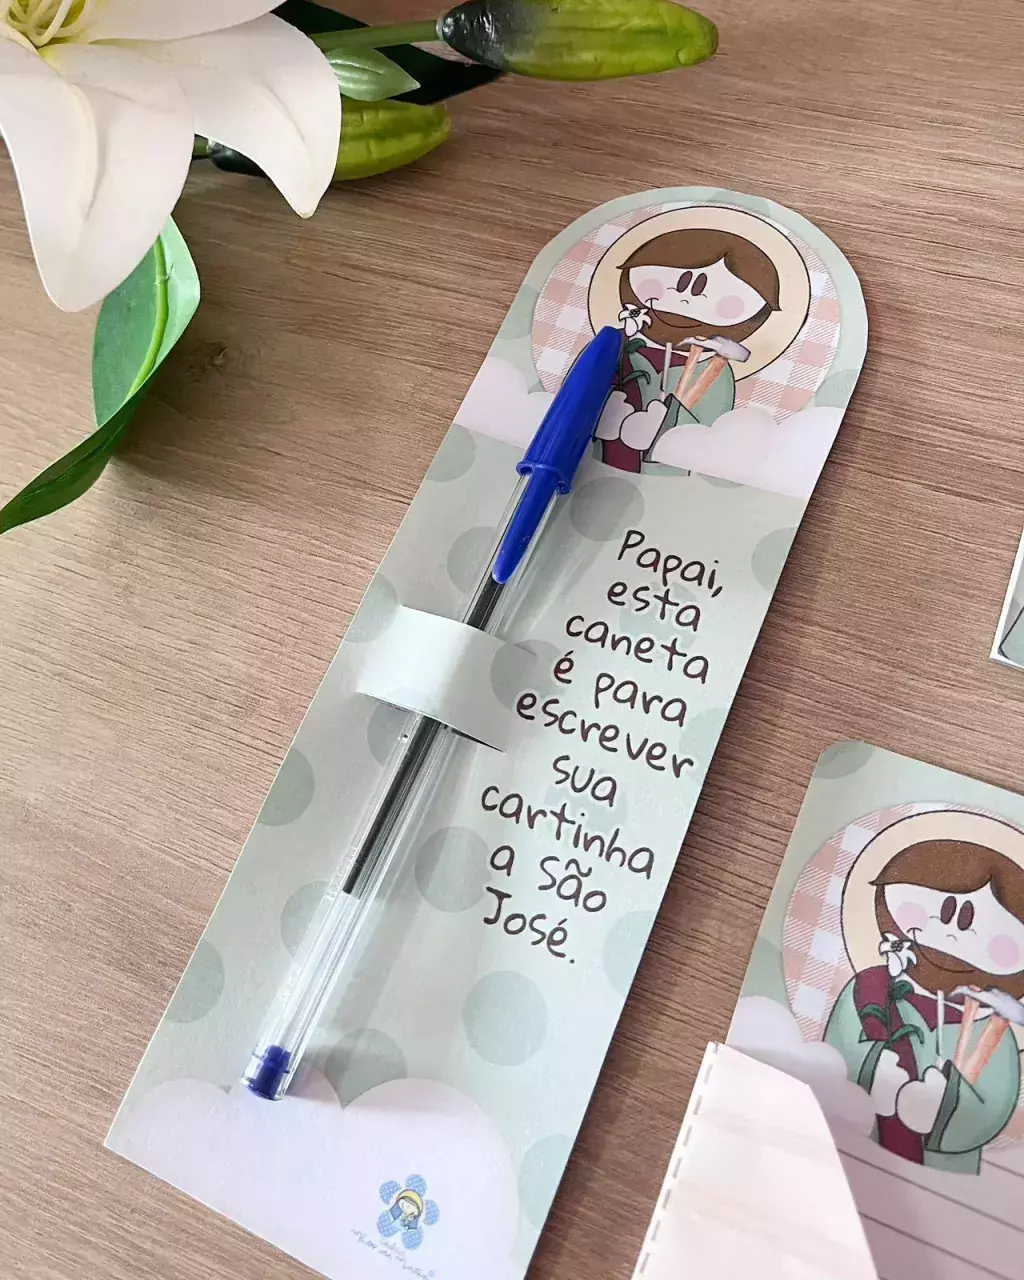 Papai,
esta
caneta
é para
escrever
sua
cartinha
a São
José.